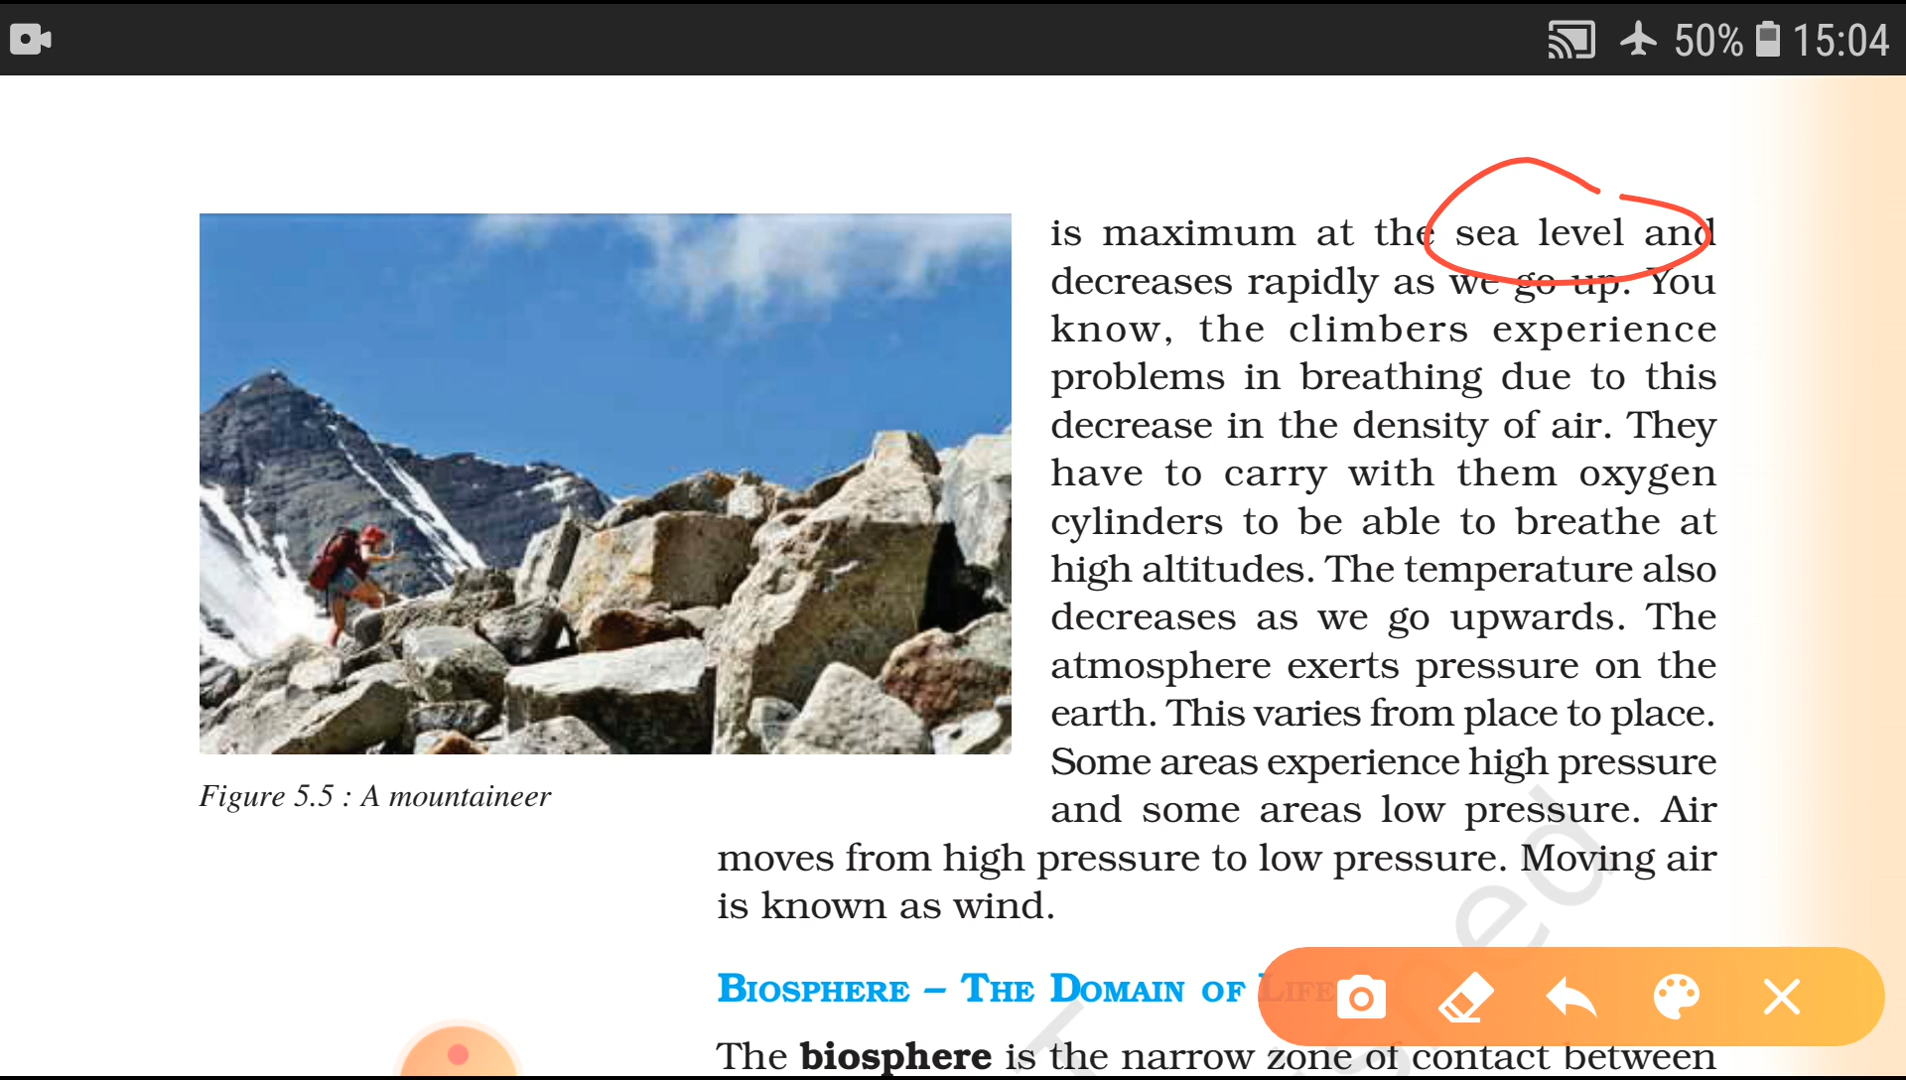 50% 15:04
is maximum at the sea level and
decreases rapidly as we go up. You
know, the climbers experience
problems in breathing due to this
decrease in the density of air. They
have to carry with them oxygen
cylinders to be able to breathe at
high altitudes. The temperature also
decreases as we go upwards. The
atmosphere exerts pressure on the
earth. This varies from place to place.
Some areas experience high pressure
and some areas low pressure. Air
moves from high pressure to low pressure. Moving air
is known as wind.
Figure 5.5 : A mountaineer
BIOSPHERE – THE DOMAIN OF LIFE
The biosphere is the narrow zone of contact between